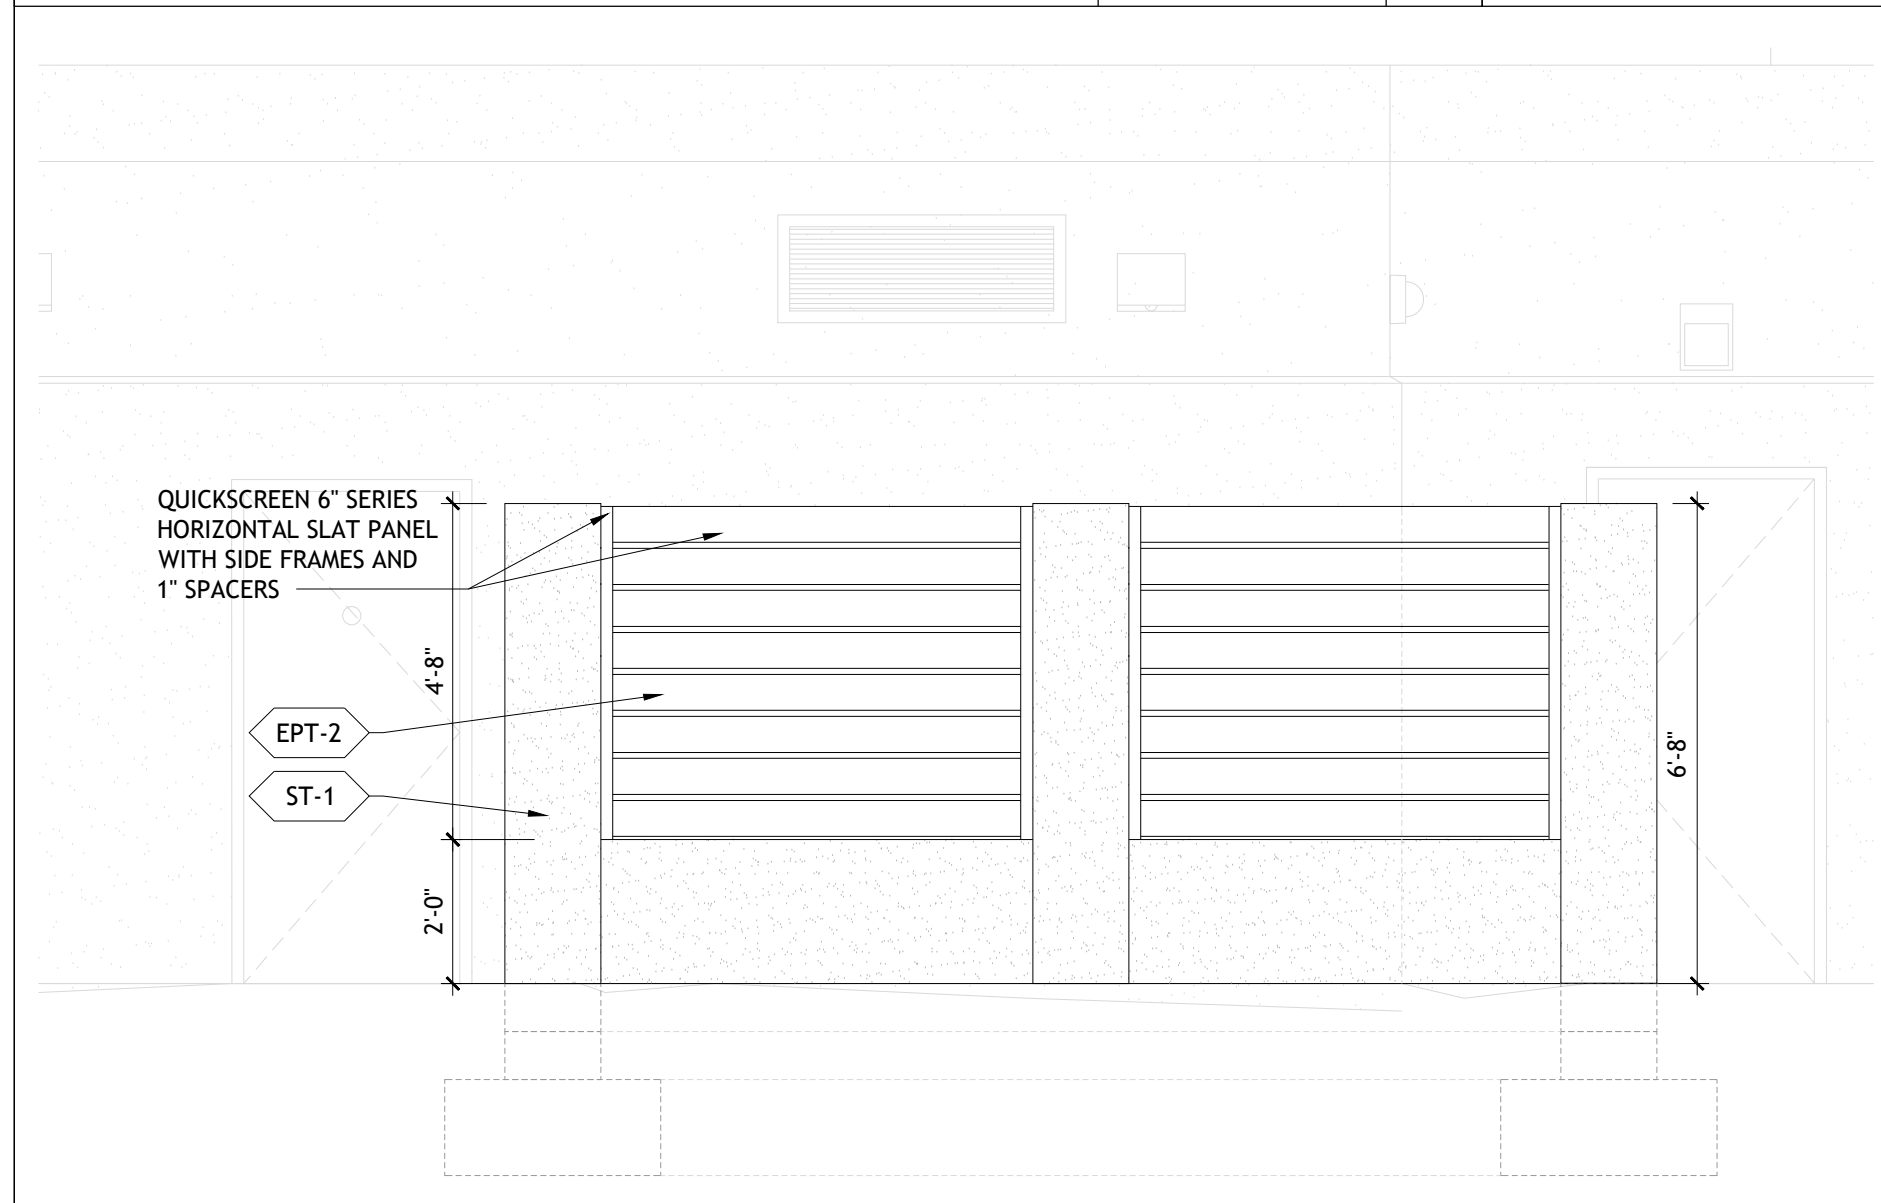 QUICKSCREEN 6" SERIES
HORIZONTAL SLAT PANEL
WITH SIDE FRAMES AND
1" SPACERS
4'-8"
EPT-2
6'-8"
ST-1
2'-0"